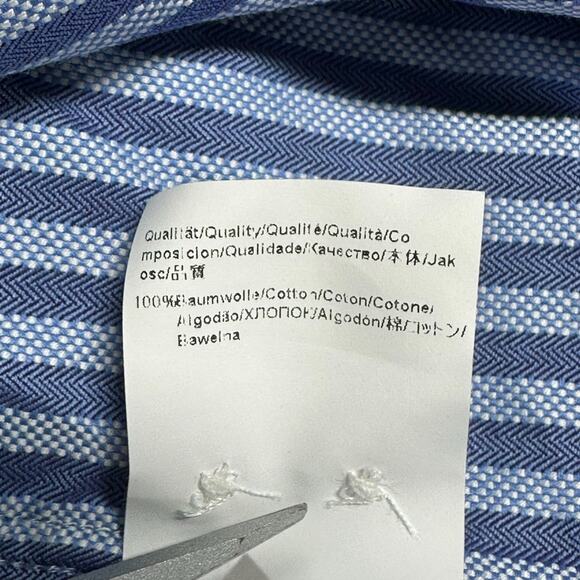 Qualität/Quality/Qualité/Qualità/Co
mposicion/Qualidade/Качество/本体/Jak
osc/品質
100%Baumwolle/Cotton/Coton/Cotone/
Algodão/ХЛОПОК/Algodón/棉/コットン/
Bawelna